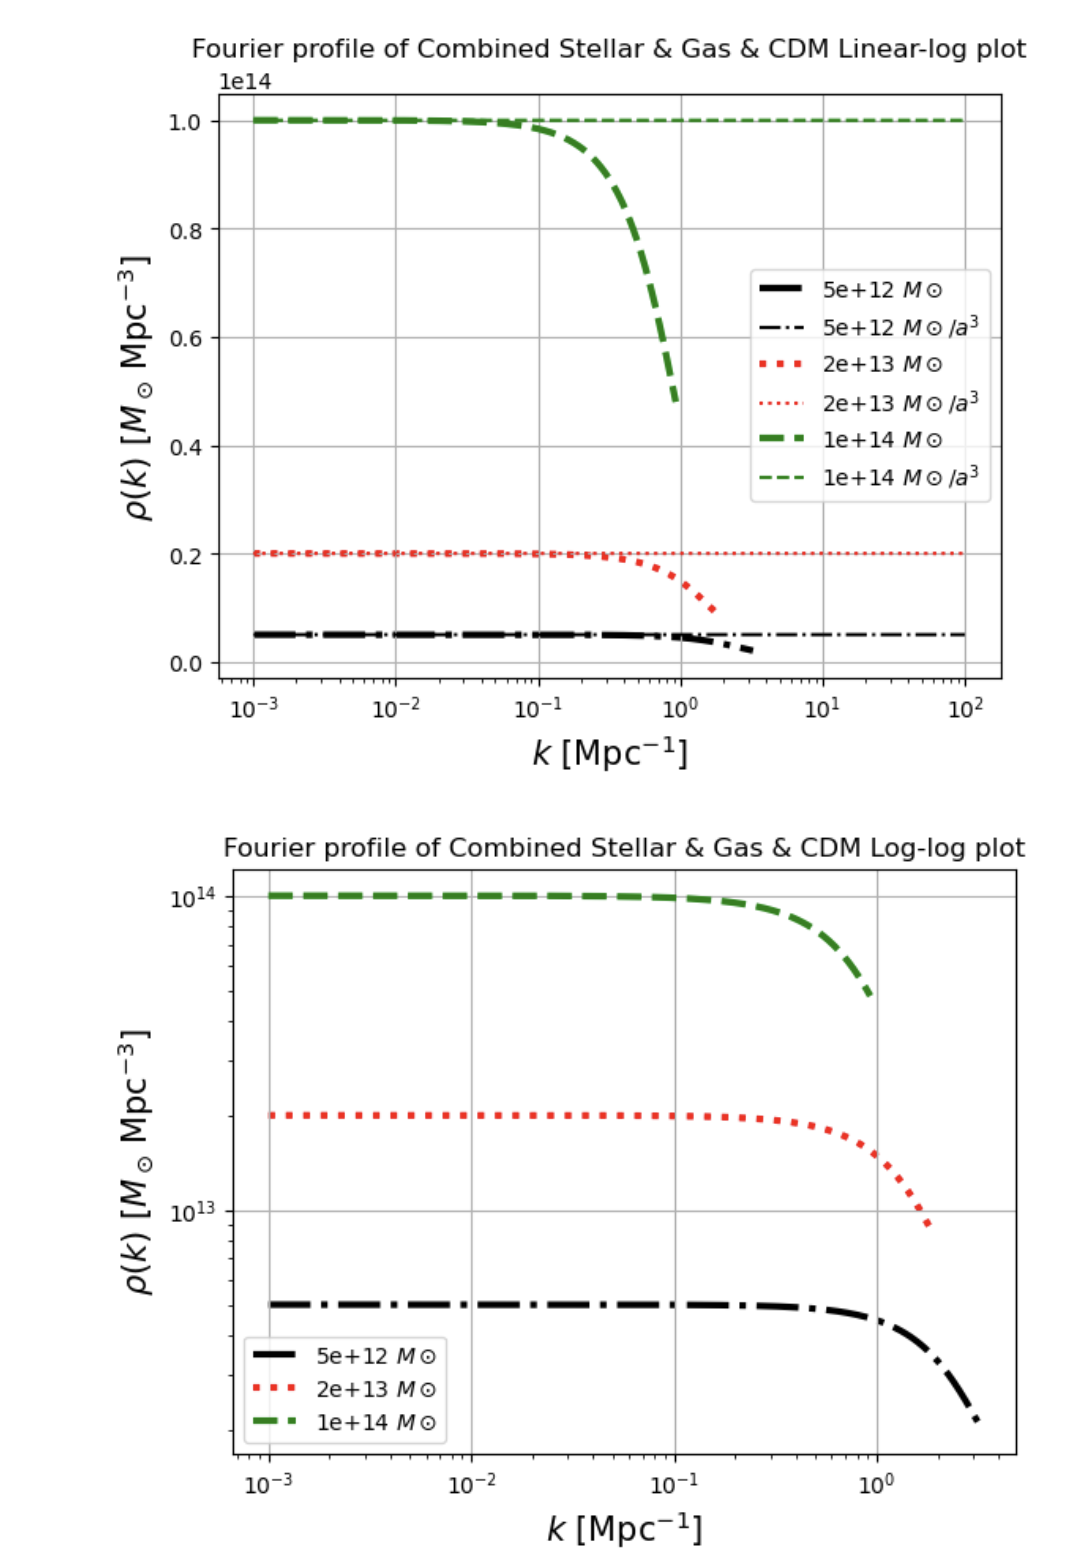 Fourier profile of Combined Stellar & Gas & CDM Linear-log plot
1e14
1.0
0.8
0.6
0.4
0.2
0.0
ρ(k) [M⊙ Mpc⁻³]
5e+12 M⊙
5e+12 M⊙/a³
2e+13 M⊙
2e+13 M⊙/a³
1e+14 M⊙
1e+14 M⊙/a³
10⁻³ 10⁻² 10⁻¹ 10⁰ 10¹ 10²
k [Mpc⁻¹]
Fourier profile of Combined Stellar & Gas & CDM Log-log plot
10¹⁴
10¹³
ρ(k) [M⊙ Mpc⁻³]
5e+12 M⊙
2e+13 M⊙
1e+14 M⊙
10⁻³ 10⁻² 10⁻¹ 10⁰
k [Mpc⁻¹]